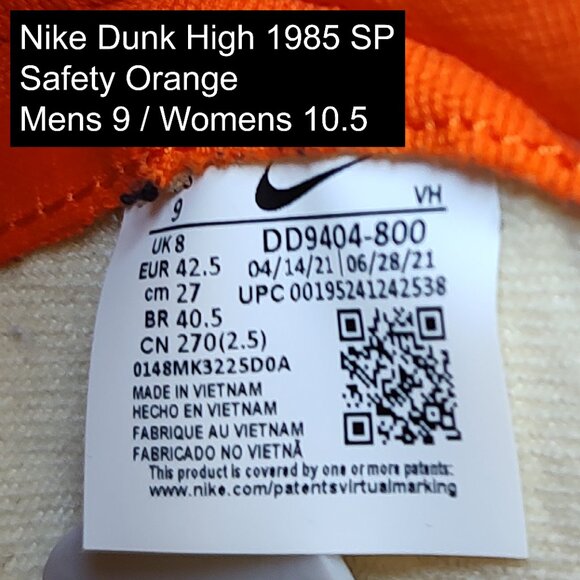 Nike Dunk High 1985 SP
Safety Orange
Mens 9 / Womens 10.5
9 VH
UK 8 DD9404-800
EUR 42.5 04/14/21 | 06/28/21
cm 27 UPC 00195241242538
BR 40.5
CN 270(2.5)
0148MK3225D0A
MADE IN VIETNAM
HECHO EN VIETNAM
FABRIQUE AU VIETNAM
FABRICADO NO VIETNÃ
This product is covered by one or more patents:
www.nike.com/patentsvirtualmarking